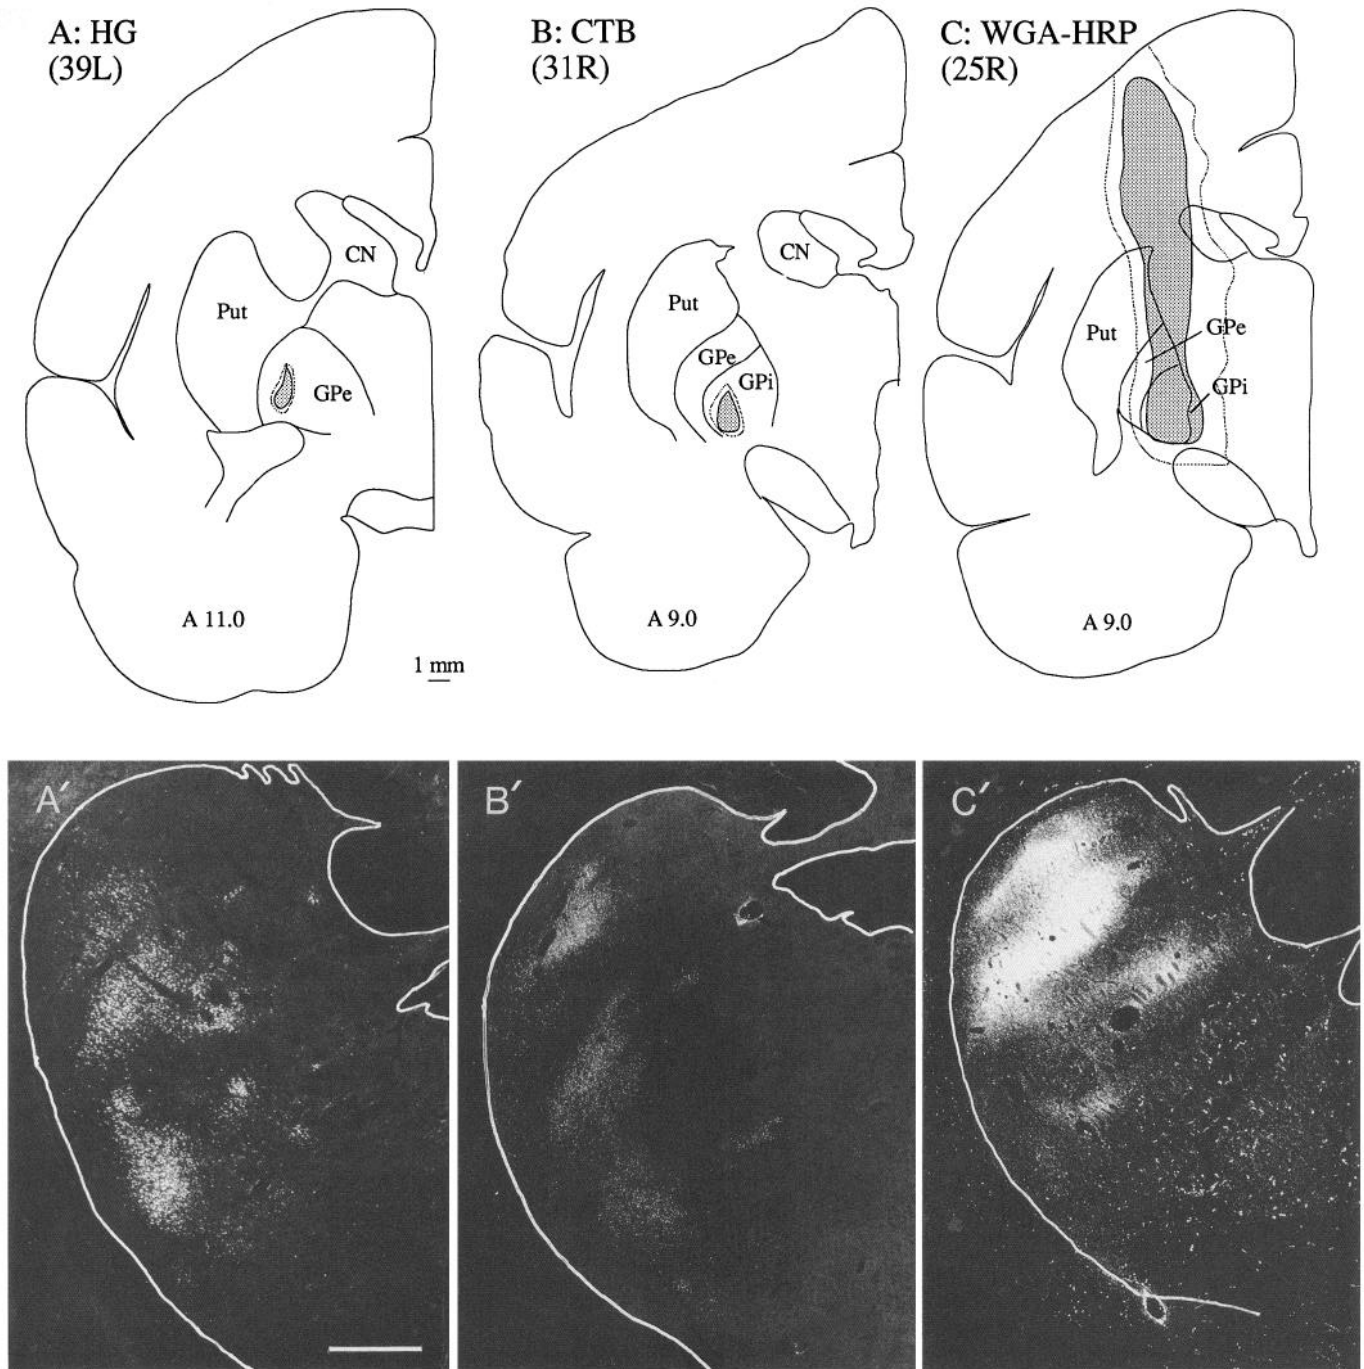 A: HG
(39L)
B: CTB
(31R)
C: WGA-HRP
(25R)
CN
Put
GPe
A 11.0
1 mm
CN
Put
GPe
GPi
A 9.0
Put
GPe
GPi
A 9.0
A´
B´
C´